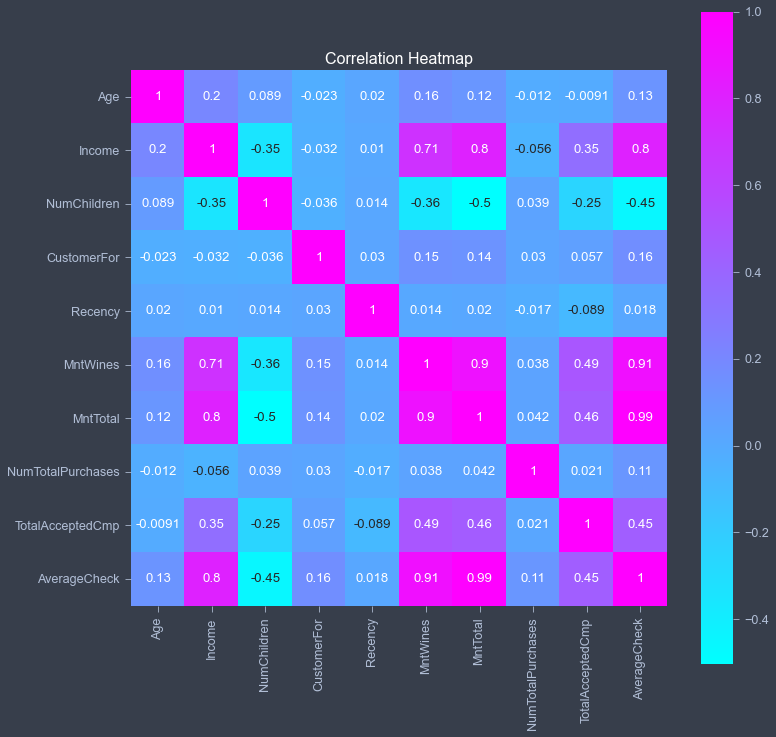 Correlation Heatmap
1.0
Age 1 0.2 0.089 -0.023 0.02 0.16 0.12 -0.012 -0.0091 0.13
0.8
Income 0.2 1 -0.35 -0.032 0.01 0.71 0.8 -0.056 0.35 0.8
NumChildren 0.089 -0.35 1 -0.036 0.014 -0.36 -0.5 0.039 -0.25 -0.45
0.6
CustomerFor -0.023 -0.032 -0.036 1 0.03 0.15 0.14 0.03 0.057 0.16
0.4
Recency 0.02 0.01 0.014 0.03 1 0.014 0.02 -0.017 -0.089 0.018
0.2
MntWines 0.16 0.71 -0.36 0.15 0.014 1 0.9 0.038 0.49 0.91
MntTotal 0.12 0.8 -0.5 0.14 0.02 0.9 1 0.042 0.46 0.99
0.0
NumTotalPurchases -0.012 -0.056 0.039 0.03 -0.017 0.038 0.042 1 0.021 0.11
−0.2
TotalAcceptedCmp -0.0091 0.35 -0.25 0.057 -0.089 0.49 0.46 0.021 1 0.45
AverageCheck 0.13 0.8 -0.45 0.16 0.018 0.91 0.99 0.11 0.45 1
−0.4
Age
Income
NumChildren
CustomerFor
Recency
MntWines
MntTotal
NumTotalPurchases
TotalAcceptedCmp
AverageCheck